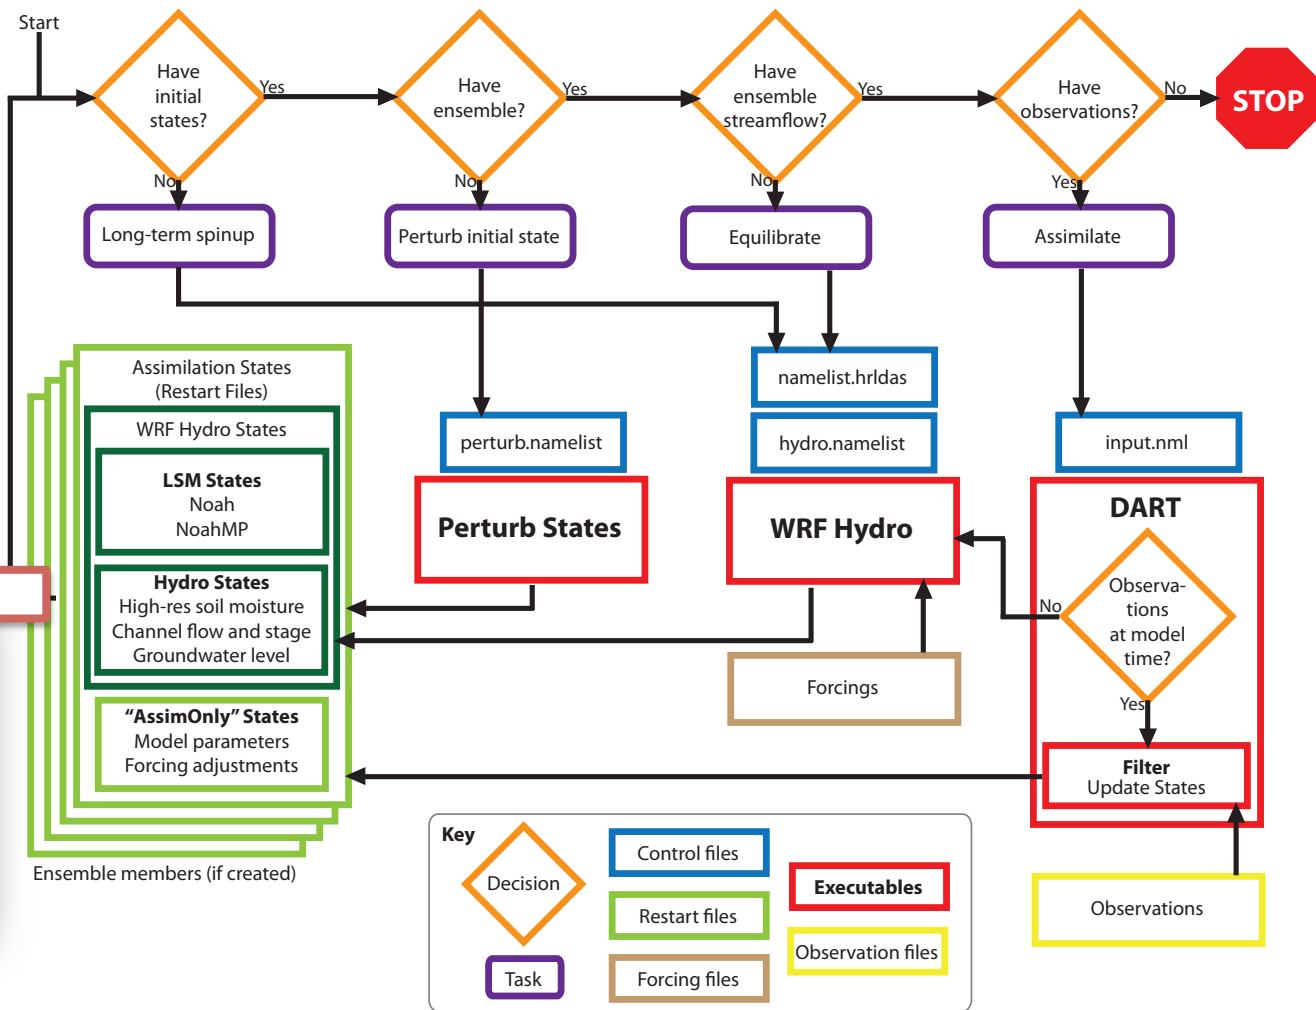 Start
Have
initial
states?
Yes
No
Have
ensemble?
Yes
No
Have
ensemble
streamflow?
Yes
No
Have
observations?
No
Yes
STOP
Long-term spinup
Perturb initial state
Equilibrate
Assimilate
namelist.hrldas
perturb.namelist
hydro.namelist
input.nml
Assimilation States
(Restart Files)
WRF Hydro States
LSM States
Noah
NoahMP
Hydro States
High-res soil moisture
Channel flow and stage
Groundwater level
"AssimOnly" States
Model parameters
Forcing adjustments
Ensemble members (if created)
Perturb States
WRF Hydro
Forcings
DART
Observa-
tions
at model
time?
No
Yes
Filter
Update States
Observations
Key
Decision
Task
Control files
Restart files
Forcing files
Executables
Observation files